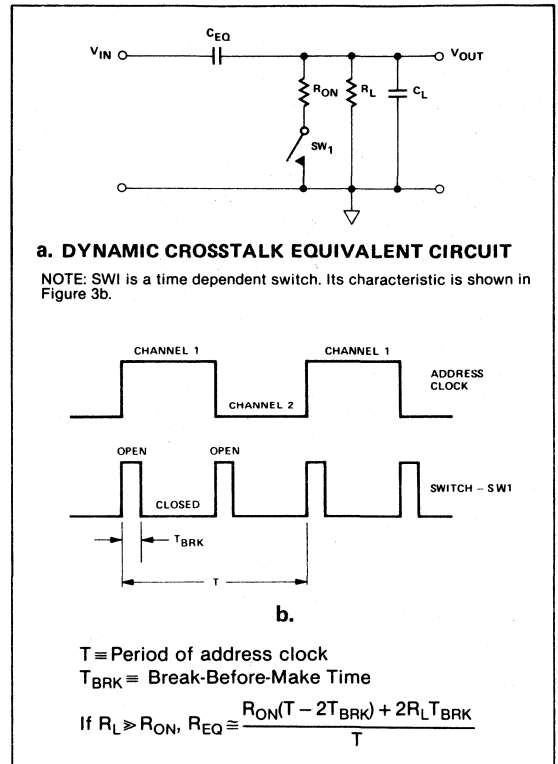 C_EQ
V_IN
V_OUT
R_ON
R_L
C_L
SW_1
a. DYNAMIC CROSSTALK EQUIVALENT CIRCUIT
NOTE: SWI is a time dependent switch. Its characteristic is shown in
Figure 3b.
CHANNEL 1
CHANNEL 1
ADDRESS
CLOCK
CHANNEL 2
OPEN
OPEN
SWITCH – SW1
CLOSED
T_BRK
T
b.
T ≡ Period of address clock
T_BRK ≡ Break-Before-Make Time
If R_L ≫ R_ON, R_EQ ≅ R_ON(T – 2T_BRK) + 2R_LT_BRK
T